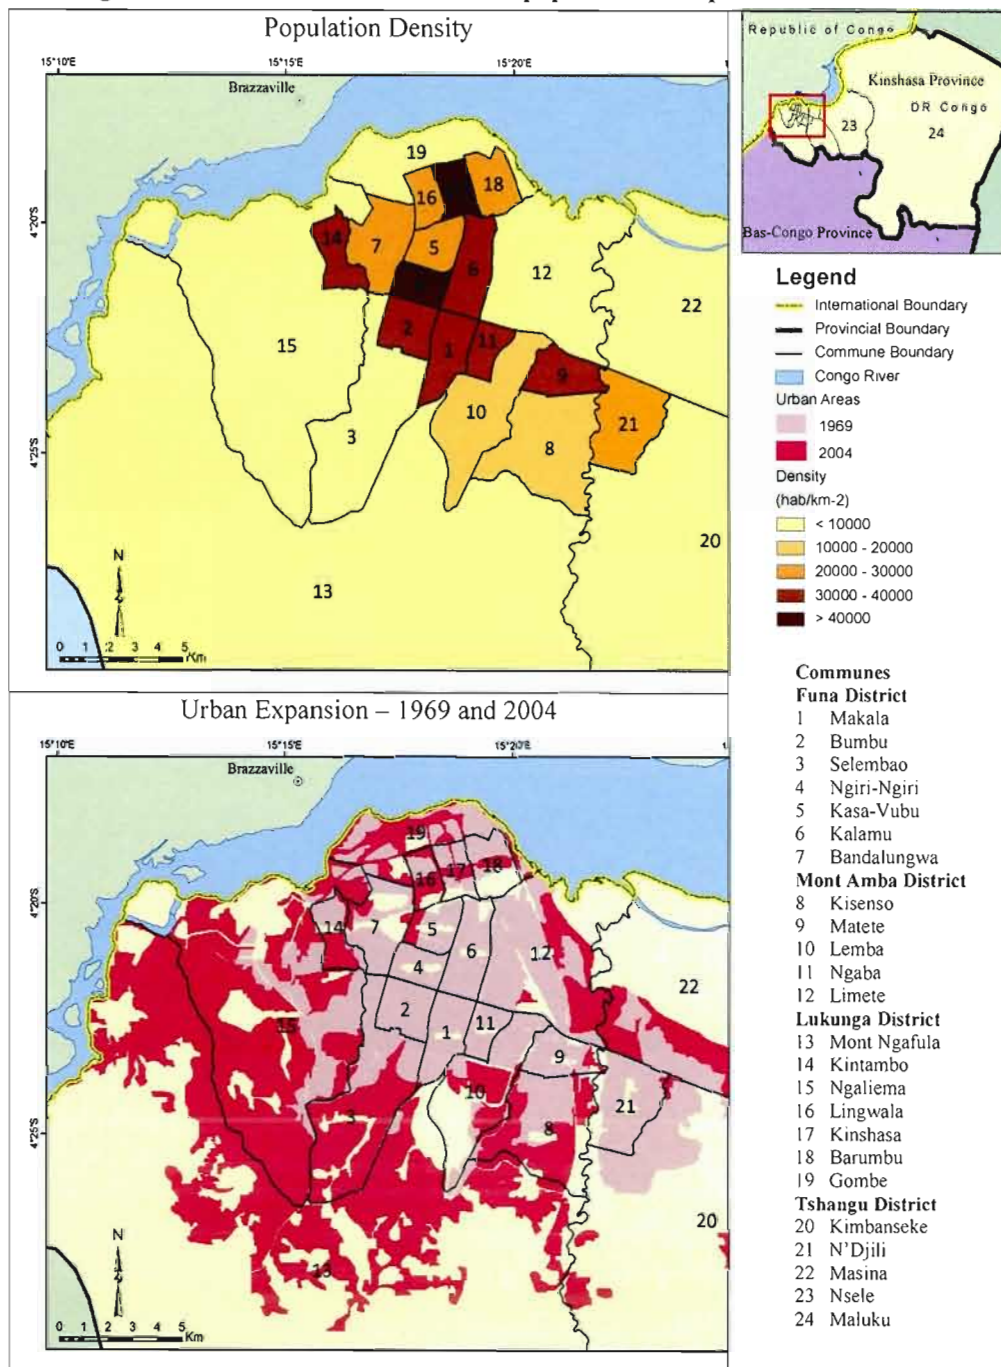 Population Density
15°10'E 15°15'E 15°20'E
Brazzaville
4°20'S
4°25'S
19
16
18
14
7
5
6
12
22
2
1
11
15
9
10
3
8
21
20
13
N
0 1 2 3 4 5
Km
Republic of Congo
Kinshasa Province
DR Congo
23
24
Bas-Congo Province
Legend
International Boundary
Provincial Boundary
Commune Boundary
Congo River
Urban Areas
1969
2004
Density
(hab/km-2)
< 10000
10000 - 20000
20000 - 30000
30000 - 40000
> 40000
Urban Expansion – 1969 and 2004
15°10'E 15°15'E 15°20'E
Brazzaville
4°20'S
4°25'S
19
17
18
16
14
7
5
6
12
4
22
2
1
11
15
9
10
3
8
21
20
13
N
0 1 2 3 4 5
Km
Communes
Funa District
1 Makala
2 Bumbu
3 Selembao
4 Ngiri-Ngiri
5 Kasa-Vubu
6 Kalamu
7 Bandalungwa
Mont Amba District
8 Kisenso
9 Matete
10 Lemba
11 Ngaba
12 Limete
Lukunga District
13 Mont Ngafula
14 Kintambo
15 Ngaliema
16 Lingwala
17 Kinshasa
18 Barumbu
19 Gombe
Tshangu District
20 Kimbanseke
21 N'Djili
22 Masina
23 Nsele
24 Maluku